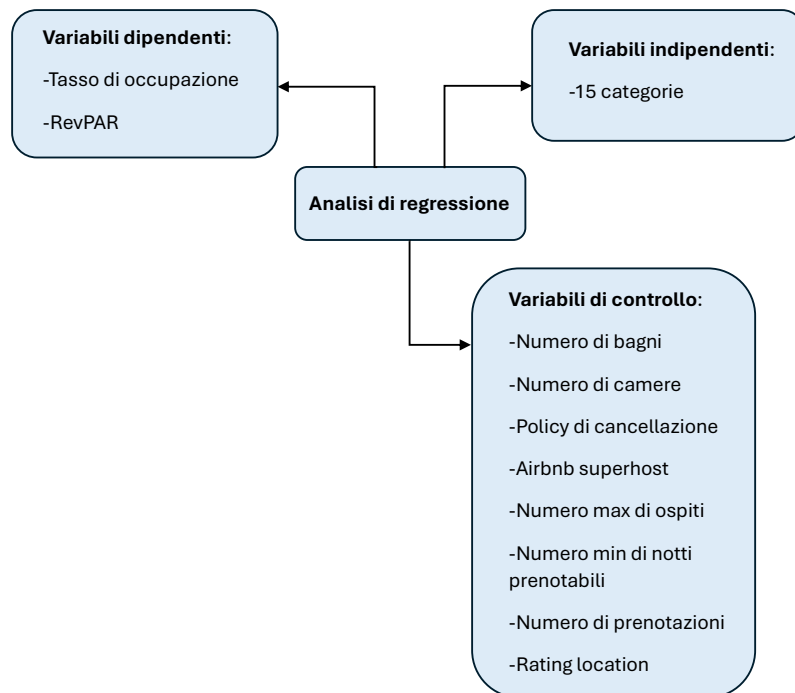 Variabili dipendenti:
-Tasso di occupazione
-RevPAR
Variabili indipendenti:
-15 categorie
Analisi di regressione
Variabili di controllo:
-Numero di bagni
-Numero di camere
-Policy di cancellazione
-Airbnb superhost
-Numero max di ospiti
-Numero min di notti
prenotabili
-Numero di prenotazioni
-Rating location